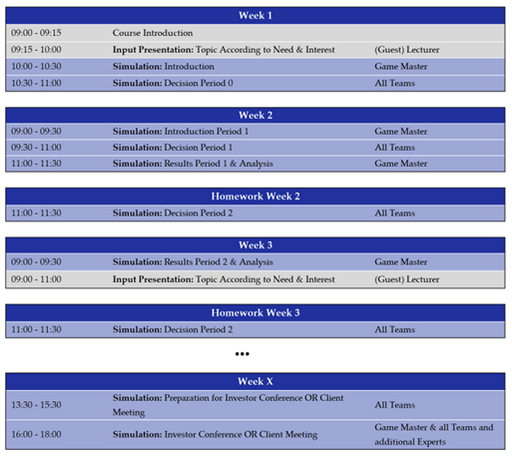 Week 1
09:00 - 09:15 Course Introduction
09:15 - 10:00 Input Presentation: Topic According to Need & Interest (Guest) Lecturer
10:00 - 10:30 Simulation: Introduction Game Master
10:30 - 11:00 Simulation: Decision Period 0 All Teams
Week 2
09:00 - 09:30 Simulation: Introduction Period 1 Game Master
09:30 - 11:00 Simulation: Decision Period 1 All Teams
11:00 - 11:30 Simulation: Results Period 1 & Analysis Game Master
Homework Week 2
11:00 - 11:30 Simulation: Decision Period 2 All Teams
Week 3
09:00 - 09:30 Simulation: Results Period 2 & Analysis Game Master
09:00 - 11:00 Input Presentation: Topic According to Need & Interest (Guest) Lecturer
Homework Week 3
11:00 - 11:30 Simulation: Decision Period 2 All Teams
•••
Week X
13:30 - 15:30 Simulation: Preparation for Investor Conference OR Client
Meeting All Teams
16:00 - 18:00 Simulation: Investor Conference OR Client Meeting Game Master & all Teams and
additional Experts